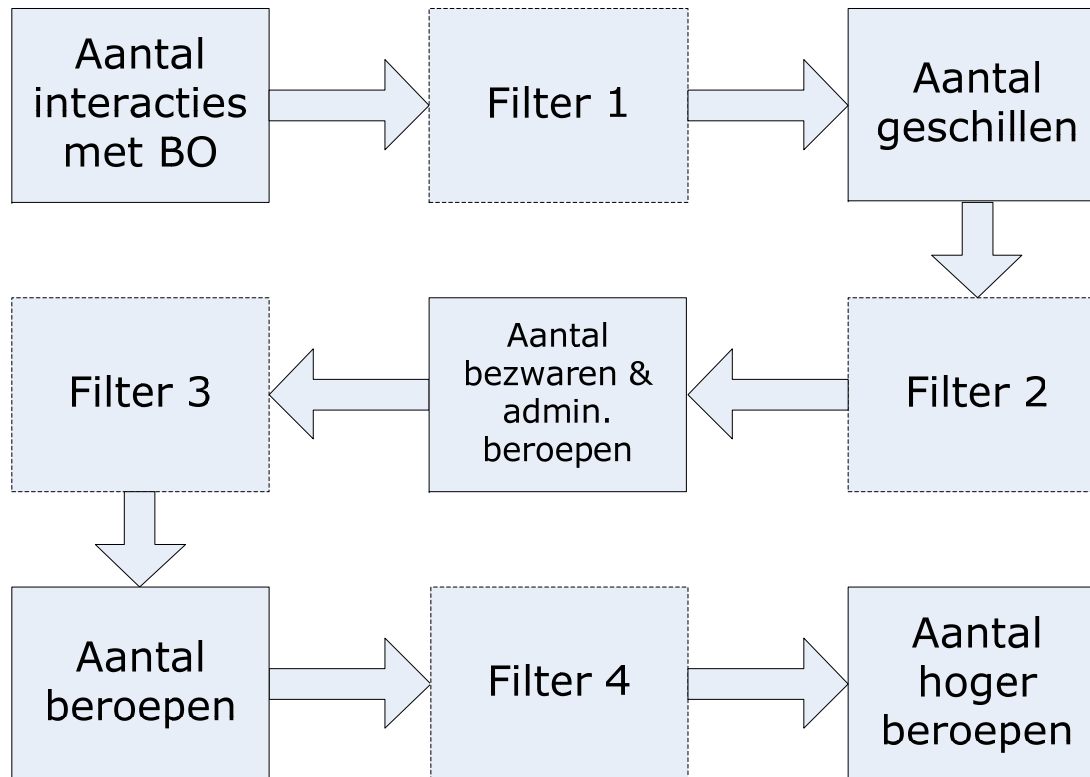 Aantal
interacties
met BO
Filter 1
Aantal
geschillen
Filter 2
Aantal
bezwaren &
admin.
beroepen
Filter 3
Aantal
beroepen
Filter 4
Aantal
hoger
beroepen